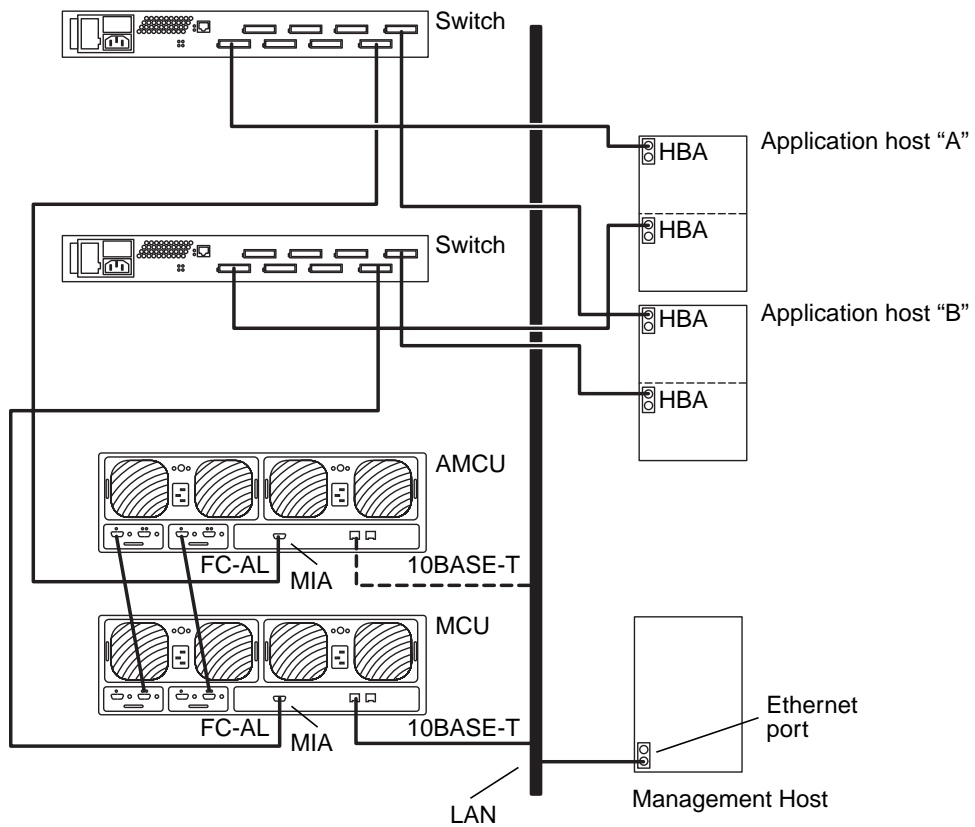 Switch
Application host “A”
HBA
HBA
Switch
Application host “B”
HBA
HBA
AMCU
FC-AL
MIA
10BASE-T
MCU
FC-AL
MIA
10BASE-T
Ethernet
port
LAN
Management Host